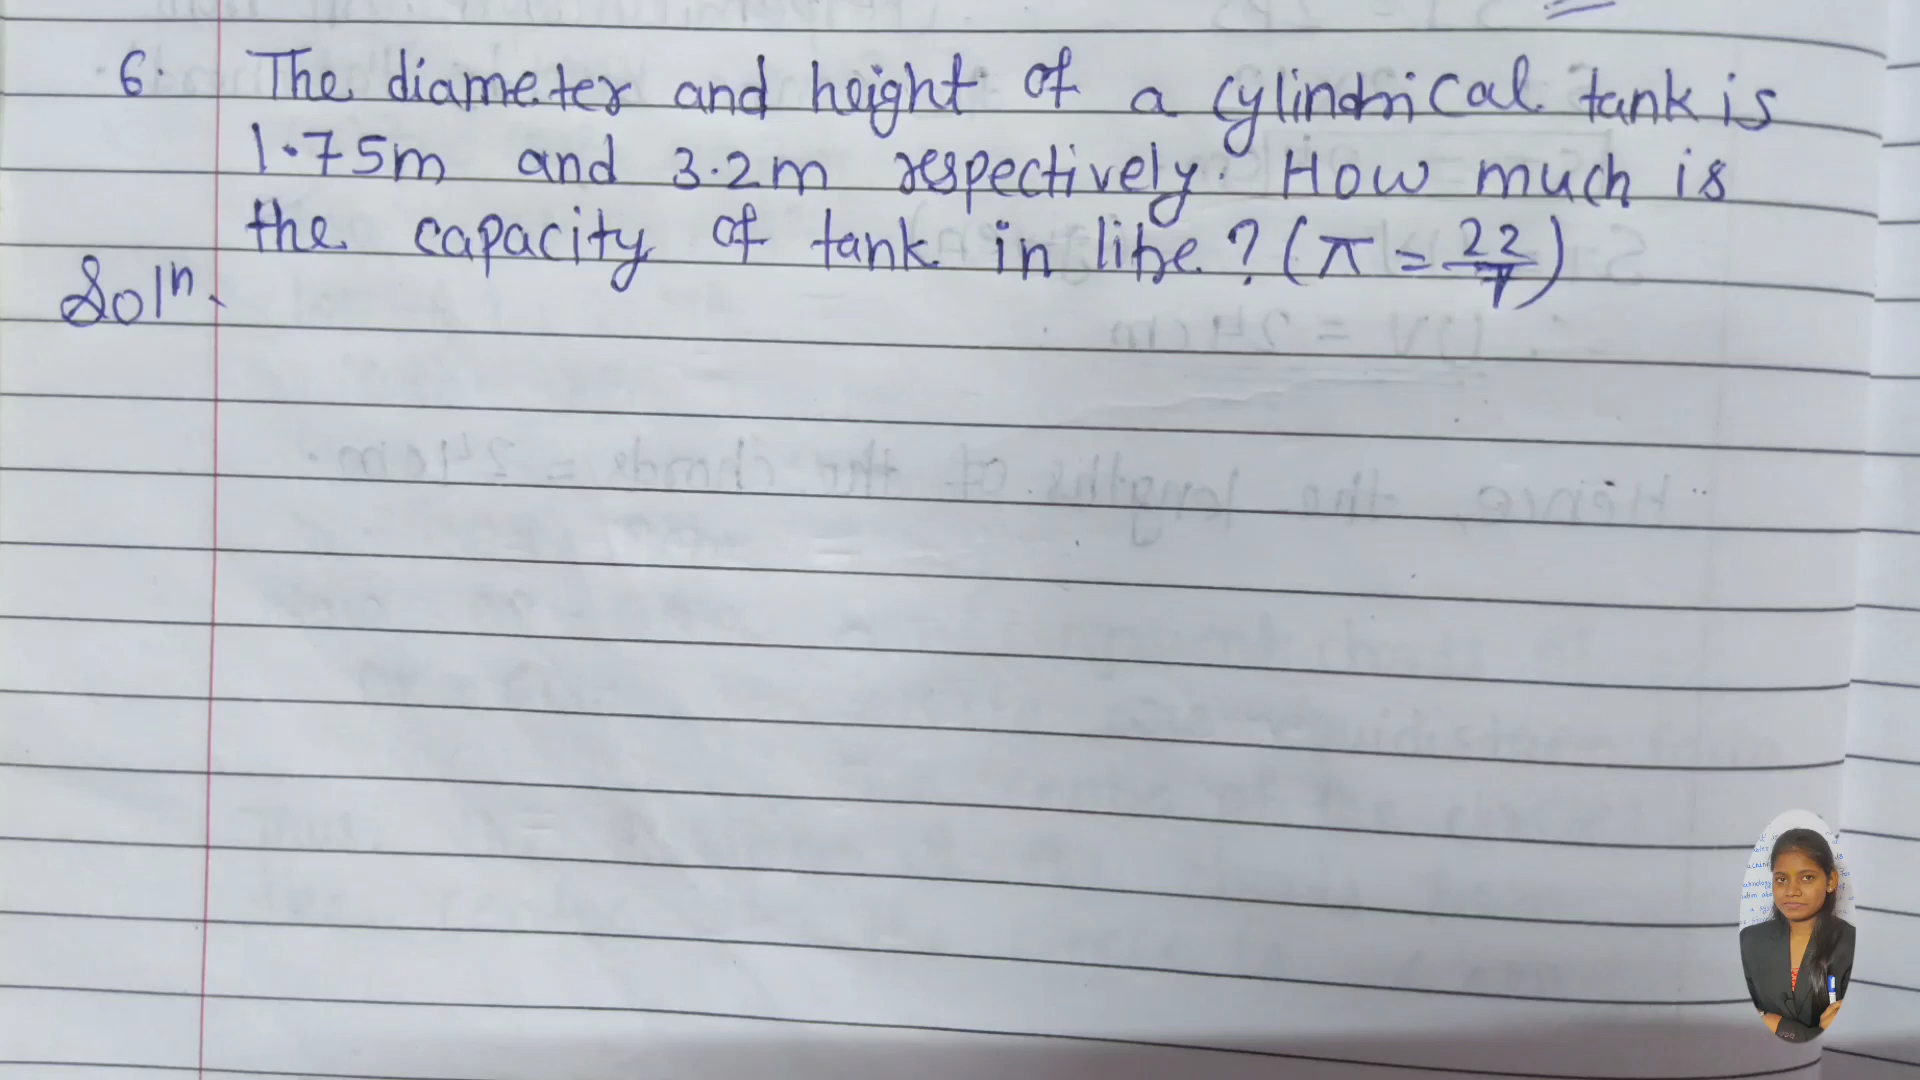 6. The diameter and height of a cylindrical tank is
1.75m and 3.2m respectively. How much is
the capacity of tank in litre? (π = 22/7)
Solⁿ.